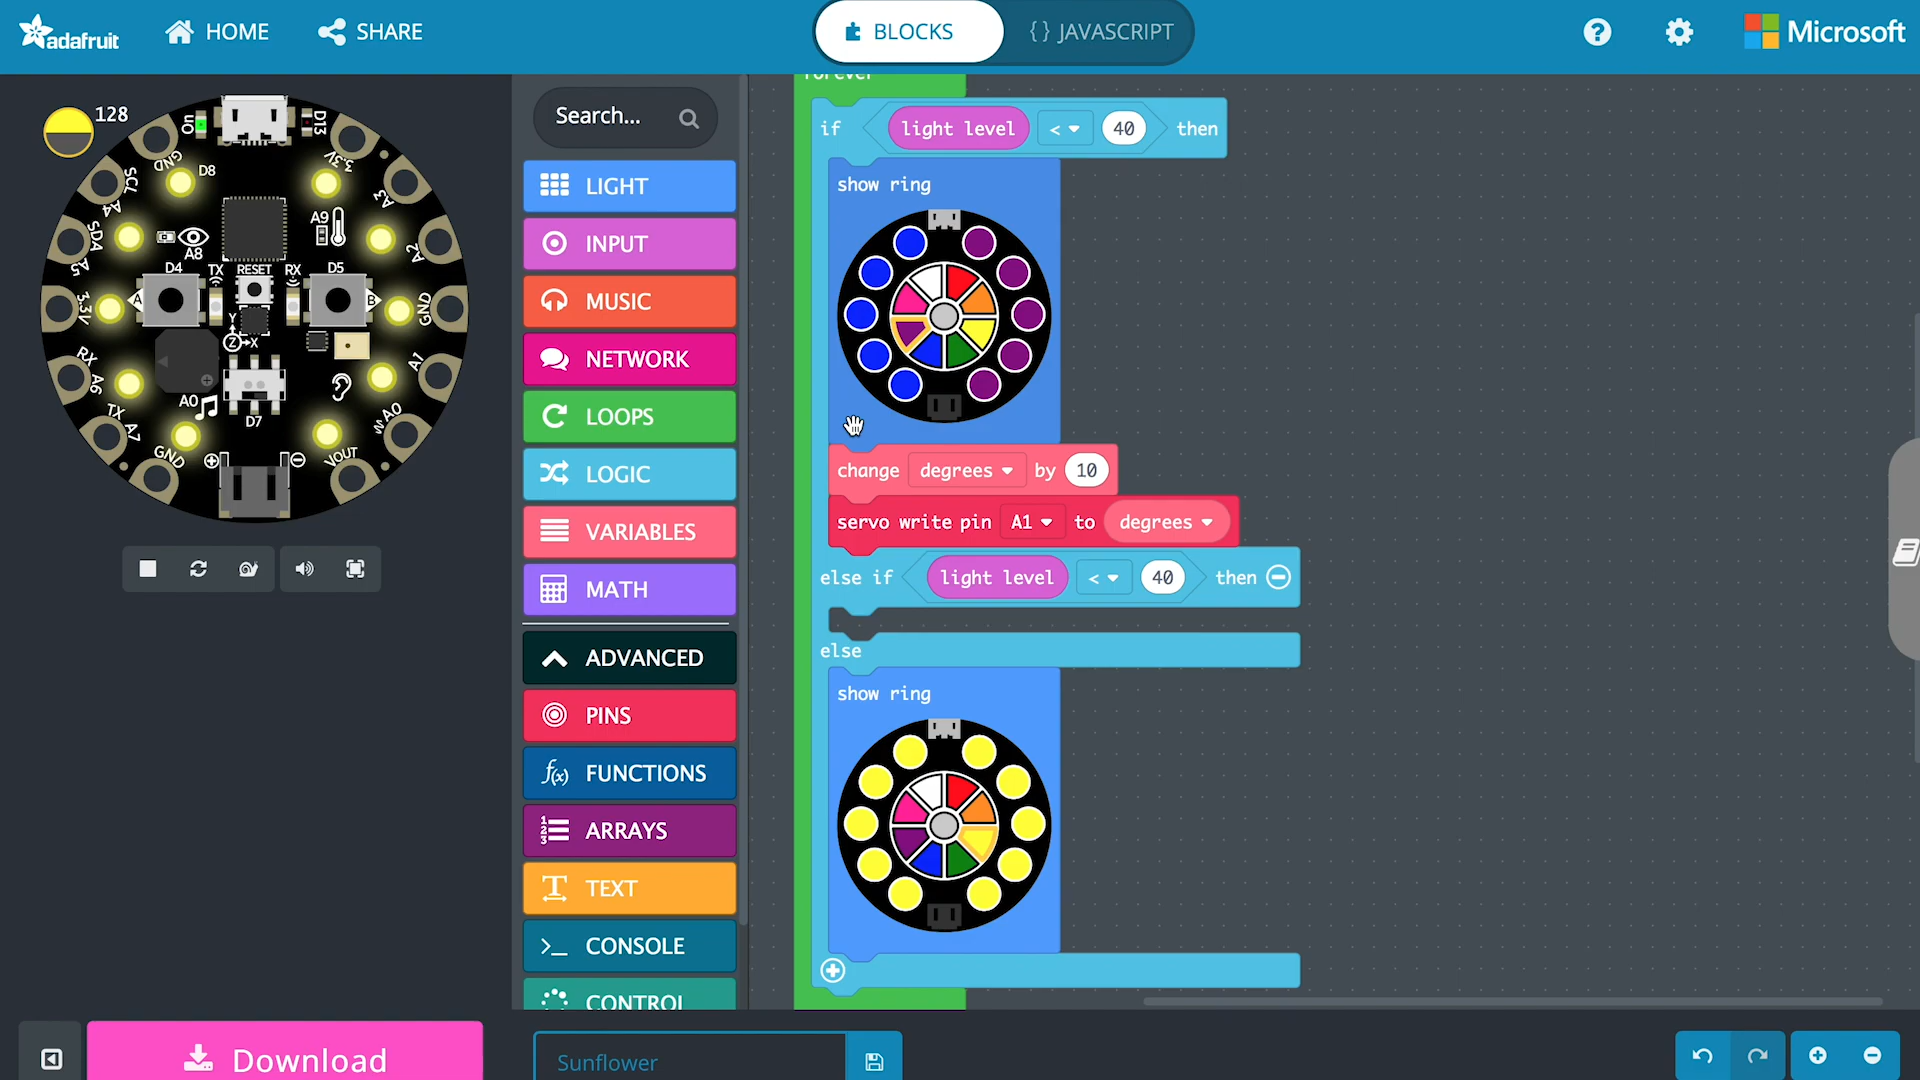 adafruit
HOME
SHARE
BLOCKS
{} JAVASCRIPT
Microsoft
128
On
D13
GND
D8
3.3V
SCL
A4
A3
SDA
A5
A8
A9
A2
D4
TX
RESET
RX
D5
A
B
3.3V
GND
Y
Z
X
RX
A6
A1
TX
A7
A0
D7
A0
GND
VOUT
Search...
LIGHT
INPUT
MUSIC
NETWORK
LOOPS
LOGIC
VARIABLES
MATH
ADVANCED
PINS
f(x) FUNCTIONS
ARRAYS
TEXT
CONSOLE
CONTROL
forever
if light level < 40 then
show ring
change degrees by 10
servo write pin A1 to degrees
else if light level < 40 then
else
show ring
Download
Sunflower